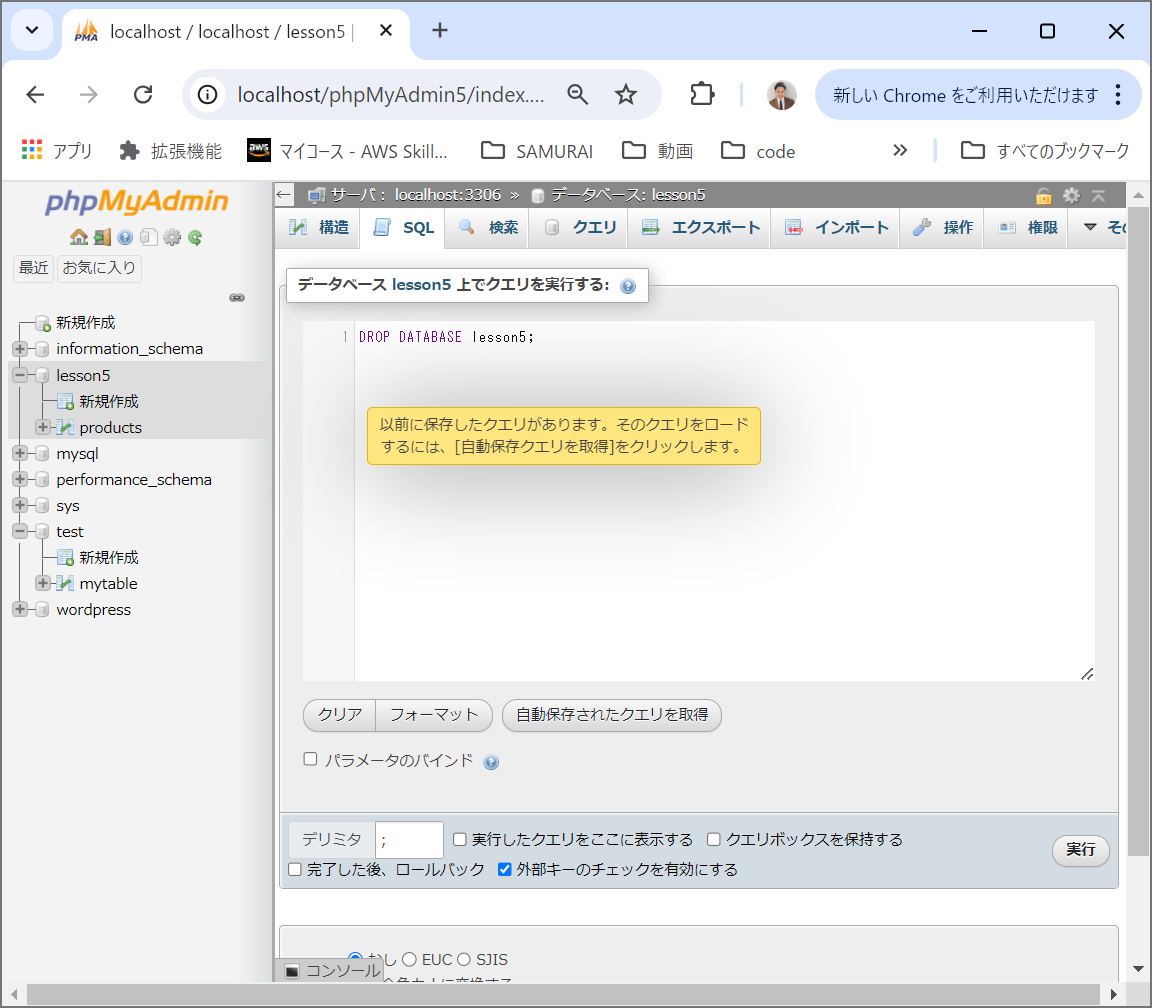 localhost / localhost / lesson5 |
localhost/phpMyAdmin5/index....
新しい Chrome をご利用いただけます
アプリ
拡張機能
aws
マイコース - AWS Skill...
SAMURAI
動画
code
すべてのブックマーク
phpMyAdmin
最近
お気に入り
新規作成
information_schema
lesson5
新規作成
products
mysql
performance_schema
sys
test
新規作成
mytable
wordpress
サーバ: localhost:3306 » データベース: lesson5
構造
SQL
検索
クエリ
エクスポート
インポート
操作
権限
データベース lesson5 上でクエリを実行する:
1 DROP DATABASE lesson5;
以前に保存したクエリがあります。そのクエリをロード
するには、[自動保存クエリを取得]をクリックします。
クリア
フォーマット
自動保存されたクエリを取得
パラメータのバインド
デリミタ ;
実行したクエリをここに表示する
クエリボックスを保持する
完了した後、ロールバック
外部キーのチェックを有効にする
実行
EUC
SJIS
コンソール